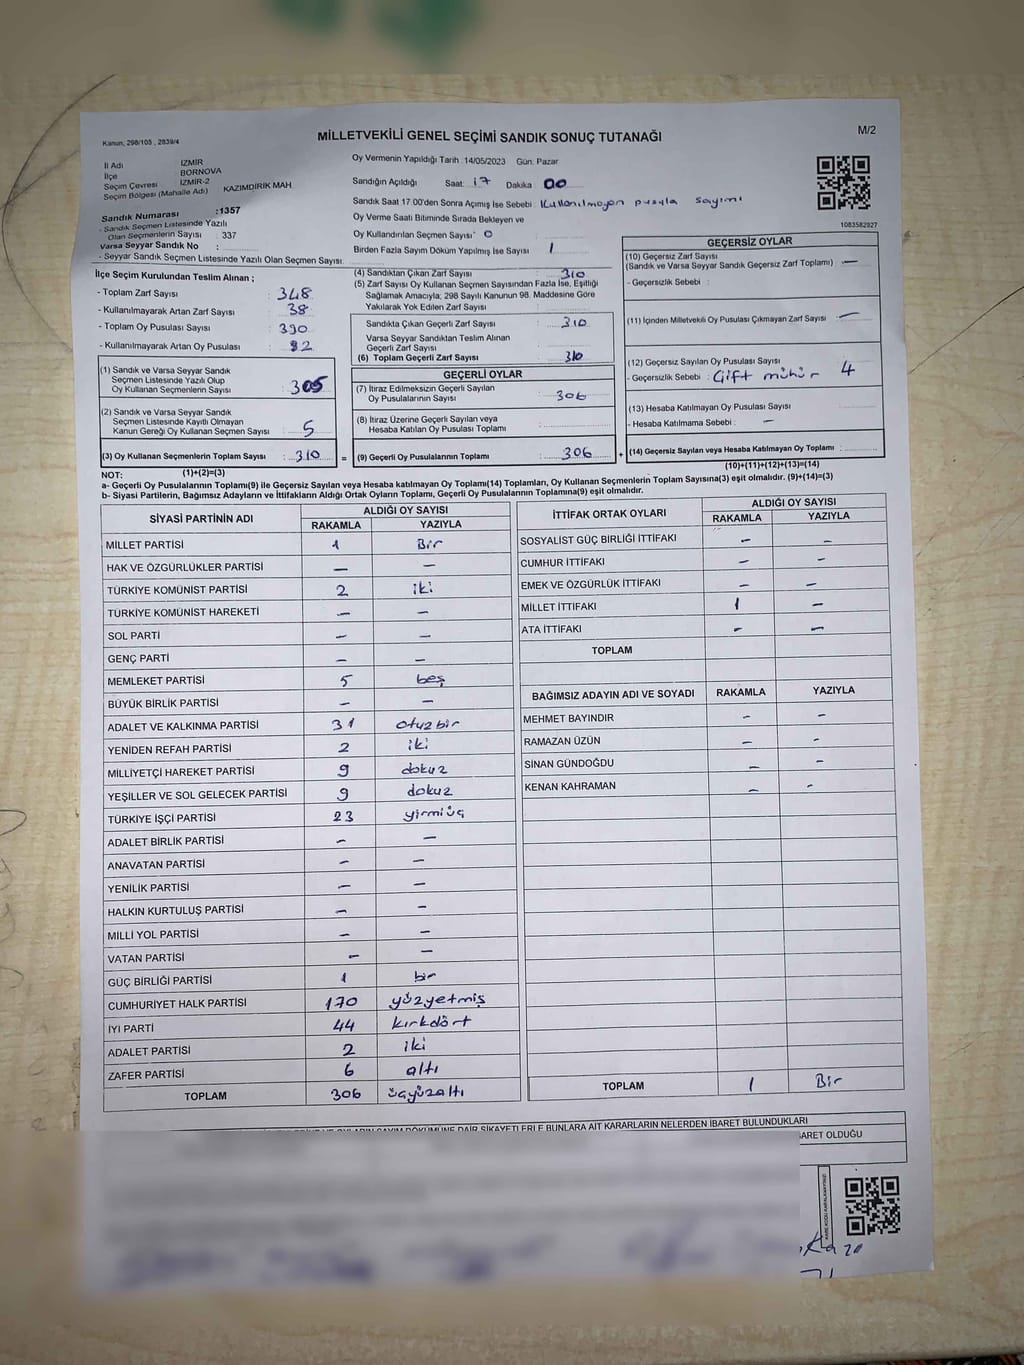 Kanun, 298/105 , 2839/4
MİLLETVEKİLİ GENEL SEÇİMİ SANDIK SONUÇ TUTANAĞI
M/2
İl Adı İZMİR
İlçe BORNOVA
Seçim Çevresi İZMİR-2
Seçim Bölgesi (Mahalle Adı) KAZIMDİRİK MAH.
Sandık Numarası :1357
- Sandık Seçmen Listesinde Yazılı
Olan Seçmenlerin Sayısı : 337
Varsa Seyyar Sandık No :
- Seyyar Sandık Seçmen Listesinde Yazılı Olan Seçmen Sayısı:
Oy Vermenin Yapıldığı Tarih :14/05/2023 Gün: Pazar
Sandığın Açıldığı Saat: 17 Dakika 00
Sandık Saat 17.00'den Sonra Açımış İse Sebebi : Kullanılmayan pusula sayımı
Oy Verme Saati Bitiminde Sırada Bekleyen ve
Oy Kullandırılan Seçmen Sayısı: 0
Birden Fazla Sayım Döküm Yapılmış İse Sayısı 1
1083582027
İlçe Seçim Kurulundan Teslim Alınan ;
- Toplam Zarf Sayısı : 348
- Kullanılmayarak Artan Zarf Sayısı : 38
- Toplam Oy Pusulası Sayısı : 390
- Kullanılmayarak Artan Oy Pusulası : 82
(1) Sandık ve Varsa Seyyar Sandık
Seçmen Listesinde Yazılı Olup
Oy Kullanan Seçmenlerin Sayısı : 305
(2) Sandık ve Varsa Seyyar Sandık
Seçmen Listesinde Kayıtlı Olmayan
Kanun Gereği Oy Kullanan Seçmen Sayısı : 5
(3) Oy Kullanan Seçmenlerin Toplam Sayısı : 310 =
(4) Sandıktan Çıkan Zarf Sayısı : 310
(5) Zarf Sayısı Oy Kullanan Seçmen Sayısından Fazla İse, Eşitliği
Sağlamak Amacıyla; 298 Sayılı Kanunun 98. Maddesine Göre
Yakılarak Yok Edilen Zarf Sayısı :
Sandıkta Çıkan Geçerli Zarf Sayısı : 310
Varsa Seyyar Sandıktan Teslim Alınan
Geçerli Zarf Sayısı :
(6) Toplam Geçerli Zarf Sayısı 310
GEÇERLİ OYLAR
(7) İtiraz Edilmeksizin Geçerli Sayılan
Oy Pusulalarının Sayısı : 306
(8) İtiraz Üzerine Geçerli Sayılan veya
Hesaba Katılan Oy Pusulası Toplamı :
(9) Geçerli Oy Pusulalarının Toplamı : 306 +
GEÇERSİZ OYLAR
(10) Geçersiz Zarf Sayısı
(Sandık ve Varsa Seyyar Sandık Geçersiz Zarf Toplamı) : —
- Geçersizlik Sebebi :
(11) İçinden Milletvekili Oy Pusulası Çıkmayan Zarf Sayısı : —
(12) Geçersiz Sayılan Oy Pusulası Sayısı : 4
- Geçersizlik Sebebi : Çift mühür
(13) Hesaba Katılmayan Oy Pusulası Sayısı
- Hesaba Katılmama Sebebi : —
(14) Geçersiz Sayılan veya Hesaba Katılmayan Oy Toplamı :
NOT: (1)+(2)=(3) (10)+(11)+(12)+(13)=(14)
a- Geçerli Oy Pusulalarının Toplamı(9) ile Geçersiz Sayılan veya Hesaba katılmayan Oy Toplamı(14) Toplamları, Oy Kullanan Seçmenlerin Toplam Sayısına(3) eşit olmalıdır. (9)+(14)=(3)
b- Siyasi Partilerin, Bağımsız Adayların ve İttifakların Aldığı Ortak Oyların Toplamı, Geçerli Oy Pusulalarının Toplamına(9) eşit olmalıdır.
SİYASİ PARTİNİN ADI ALDIĞI OY SAYISI
RAKAMLA YAZIYLA
MİLLET PARTİSİ 1 Bir
HAK VE ÖZGÜRLÜKLER PARTİSİ — —
TÜRKİYE KOMÜNİST PARTİSİ 2 iki
TÜRKİYE KOMÜNİST HAREKETİ — —
SOL PARTİ — —
GENÇ PARTİ — —
MEMLEKET PARTİSİ 5 beş
BÜYÜK BİRLİK PARTİSİ — —
ADALET VE KALKINMA PARTİSİ 31 otuzbir
YENİDEN REFAH PARTİSİ 2 iki
MİLLİYETÇİ HAREKET PARTİSİ 9 dokuz
YEŞİLLER VE SOL GELECEK PARTİSİ 9 dokuz
TÜRKİYE İŞÇİ PARTİSİ 23 yirmiüç
ADALET BİRLİK PARTİSİ — —
ANAVATAN PARTİSİ — —
YENİLİK PARTİSİ — —
HALKIN KURTULUŞ PARTİSİ — —
MİLLİ YOL PARTİSİ — —
VATAN PARTİSİ — —
GÜÇ BİRLİĞİ PARTİSİ 1 bir
CUMHURİYET HALK PARTİSİ 170 yüzyetmiş
İYİ PARTİ 44 kırkdört
ADALET PARTİSİ 2 iki
ZAFER PARTİSİ 6 altı
TOPLAM 306 üçyüzaltı
İTTİFAK ORTAK OYLARI ALDIĞI OY SAYISI
RAKAMLA YAZIYLA
SOSYALİST GÜÇ BİRLİĞİ İTTİFAKI — —
CUMHUR İTTİFAKI — —
EMEK VE ÖZGÜRLÜK İTTİFAKI — —
MİLLET İTTİFAKI 1 —
ATA İTTİFAKI — —
TOPLAM
BAĞIMSIZ ADAYIN ADI VE SOYADI RAKAMLA YAZIYLA
MEHMET BAYINDIR — —
RAMAZAN ÜZÜN — —
SİNAN GÜNDOĞDU — —
KENAN KAHRAMAN — —
TOPLAM 1 Bir
OYLARIN SAYIM DÖKÜMÜNE DAİR ŞİKAYETLERLE BUNLARA AİT KARARLARIN NELERDEN İBARET BULUNDUKLARI
İBARET OLDUĞU